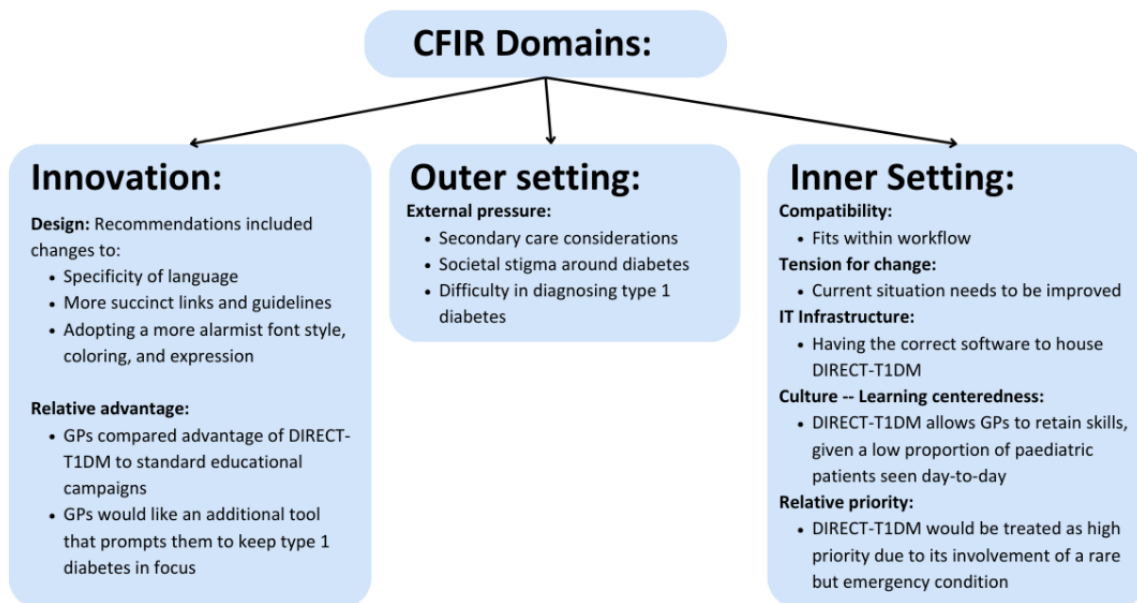 CFIR Domains:
Innovation:
Design: Recommendations included
changes to:
• Specificity of language
• More succinct links and guidelines
• Adopting a more alarmist font style,
coloring, and expression
Relative advantage:
• GPs compared advantage of DIRECT-
T1DM to standard educational
campaigns
• GPs would like an additional tool
that prompts them to keep type 1
diabetes in focus
Outer setting:
External pressure:
• Secondary care considerations
• Societal stigma around diabetes
• Difficulty in diagnosing type 1
diabetes
Inner Setting:
Compatibility:
• Fits within workflow
Tension for change:
• Current situation needs to be improved
IT Infrastructure:
• Having the correct software to house
DIRECT-T1DM
Culture -- Learning centeredness:
• DIRECT-T1DM allows GPs to retain skills,
given a low proportion of paediatric
patients seen day-to-day
Relative priority:
• DIRECT-T1DM would be treated as high
priority due to its involvement of a rare
but emergency condition